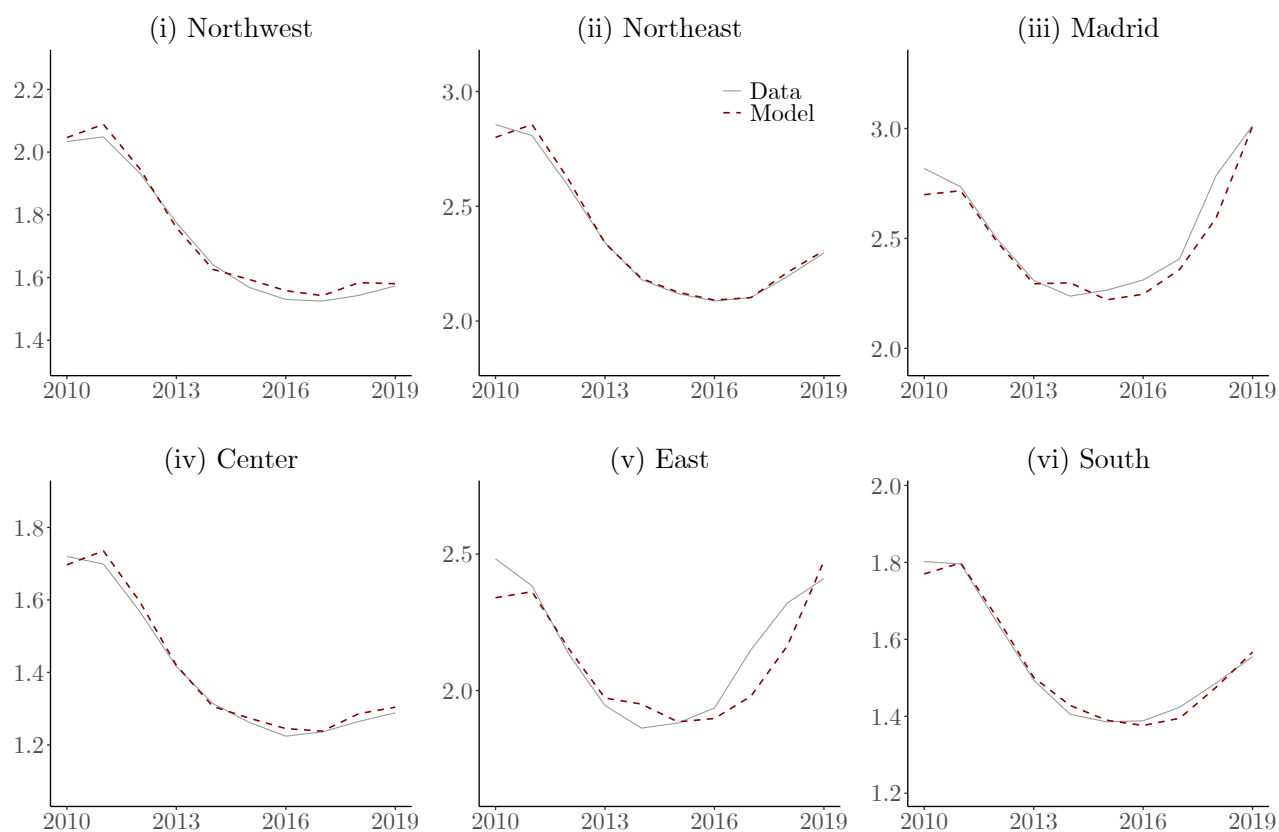 (i) Northwest
2.2
2.0
1.8
1.6
1.4
2010 2013 2016 2019
(ii) Northeast
Data
Model
3.0
2.5
2.0
2010 2013 2016 2019
(iii) Madrid
3.0
2.5
2.0
2010 2013 2016 2019
(iv) Center
1.8
1.6
1.4
1.2
2010 2013 2016 2019
(v) East
2.5
2.0
2010 2013 2016 2019
(vi) South
2.0
1.8
1.6
1.4
1.2
2010 2013 2016 2019